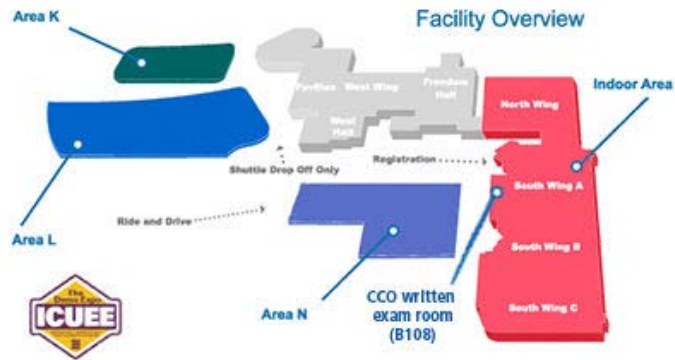 Facility Overview
Area K
Pavilion
West Wing
Freedom
Hall
North Wing
Indoor Area
West
Hall
Registration
Shuttle Drop Off Only
South Wing A
Ride and Drive
Area L
South Wing B
The
Demo Expo
ICUEE
Area N
CCO written
exam room
(B108)
South Wing C